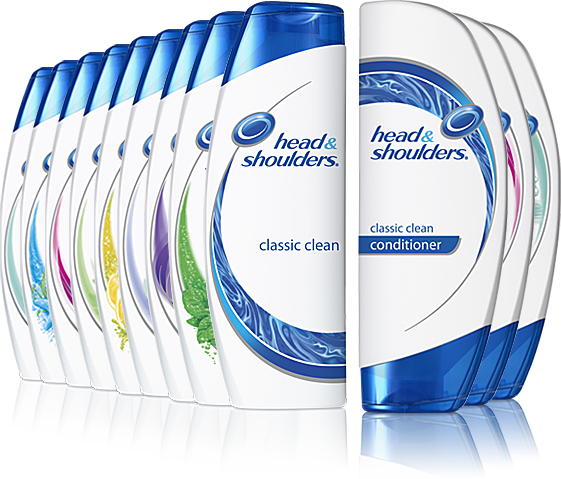 head&
shoulders.
classic clean
head&
shoulders.
classic clean
conditioner